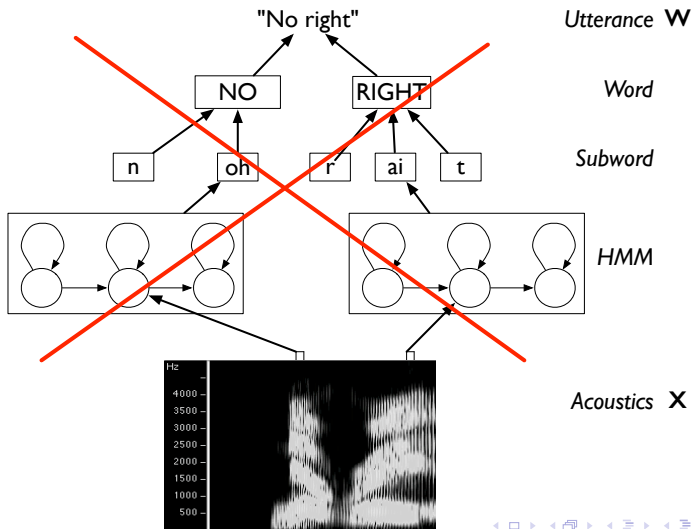 "No right"
Utterance W
NO
RIGHT
Word
n
oh
r
ai
t
Subword
HMM
Hz
4000
3500
3000
2500
2000
1500
1000
500
Acoustics X